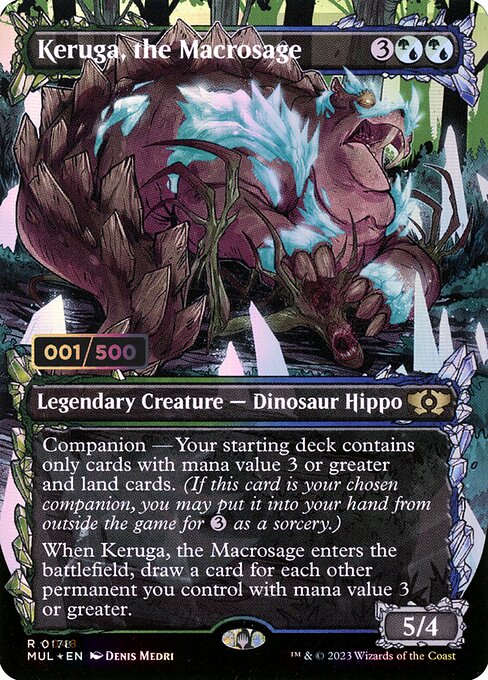 Keruga, the Macrosage 3
001/500
Legendary Creature — Dinosaur Hippo
Companion — Your starting deck contains
only cards with mana value 3 or greater
and land cards. (If this card is your chosen
companion, you may put it into your hand from
outside the game for 3 as a sorcery.)
When Keruga, the Macrosage enters the
battlefield, draw a card for each other
permanent you control with mana value 3
or greater.
5/4
R 0178
MUL ★ EN Denis Medri
™ & © 2023 Wizards of the Coast